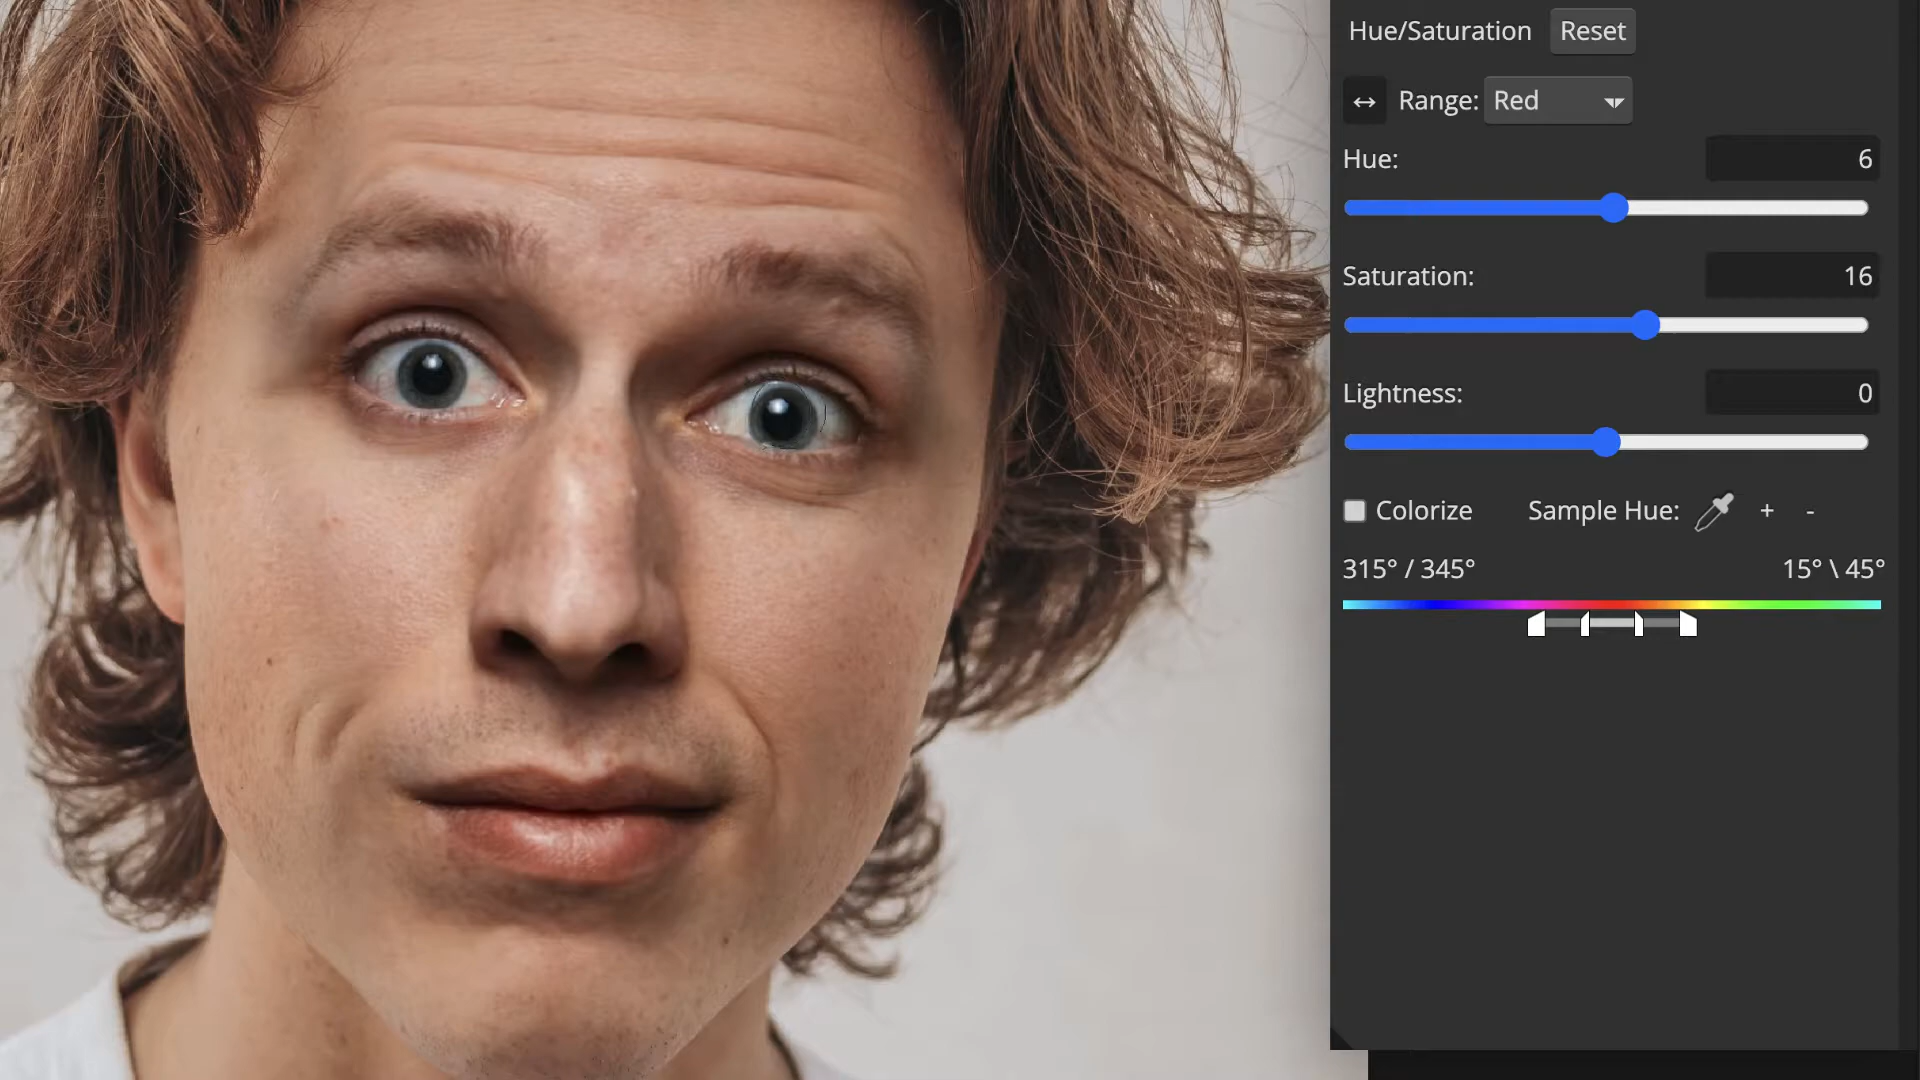 Hue/Saturation Reset
↔ Range: Red
Hue: 6
Saturation: 16
Lightness: 0
Colorize Sample Hue: + -
315° / 345° 15° \ 45°